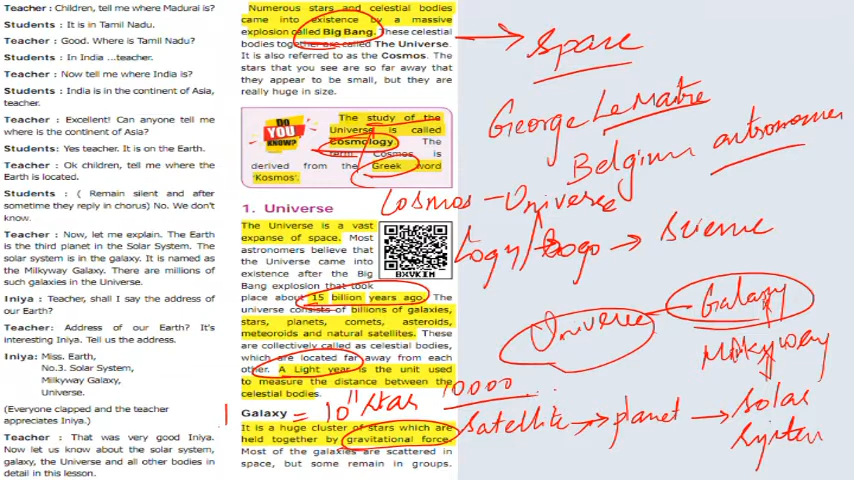 Teacher : Children, tell me where Madurai is?
Students : It is in Tamil Nadu.
Teacher : Good. Where is Tamil Nadu?
Students : In India ...teacher.
Teacher : Now tell me where India is?
Students : India is in the continent of Asia,
teacher.
Teacher : Excellent! Can anyone tell me
where is the continent of Asia?
Students: Yes teacher. It is on the Earth.
Teacher : Ok children, tell me where the
Earth is located.
Students : ( Remain silent and after
sometime they reply in chorus) No. We don't
know.
Teacher : Now, let me explain. The Earth
is the third planet in the Solar System. The
solar system is in the galaxy. It is named as
the Milkyway Galaxy. There are millions of
such galaxies in the Universe.
Iniya : Teacher, shall I say the address of
our Earth?
Teacher: Address of our Earth? It's
interesting Iniya. Tell us the address.
Iniya: Miss. Earth,
No.3. Solar System,
Milkyway Galaxy,
Universe.
(Everyone clapped and the teacher
appreciates Iniya.)
Teacher : That was very good Iniya.
Now let us know about the solar system,
galaxy, the Universe and all other bodies in
detail in this lesson.
Numerous stars and celestial bodies
came into existence by a massive
explosion called Big Bang. These celestial
bodies together are called The Universe.
It is also referred to as the Cosmos. The
stars that you see are so far away that
they appear to be small, but they are
really huge in size.
DO
YOU
KNOW?
The study of the
Universe is called
Cosmology. The
term Cosmos is
derived from the Greek word
'Kosmos'.
1. Universe
The Universe is a vast
expanse of space. Most
astronomers believe that
the Universe came into
existence after the Big
Bang explosion that took
place about 15 billion years ago. The
universe consists of billions of galaxies,
stars, planets, comets, asteroids,
meteoroids and natural satellites. These
are collectively called as celestial bodies,
which are located far away from each
other. A Light year is the unit used
to measure the distance between the
celestial bodies.
BXVKIM
Galaxy
It is a huge cluster of stars which are
held together by gravitational force.
Most of the galaxies are scattered in
space, but some remain in groups.
→ space
George LeMaitre
Belgium astronomer
Cosmos - Universe
→ science
Universe Galaxy
Milkyway
10000
= 10¹¹ stas
Satellite → planet → Solar
System